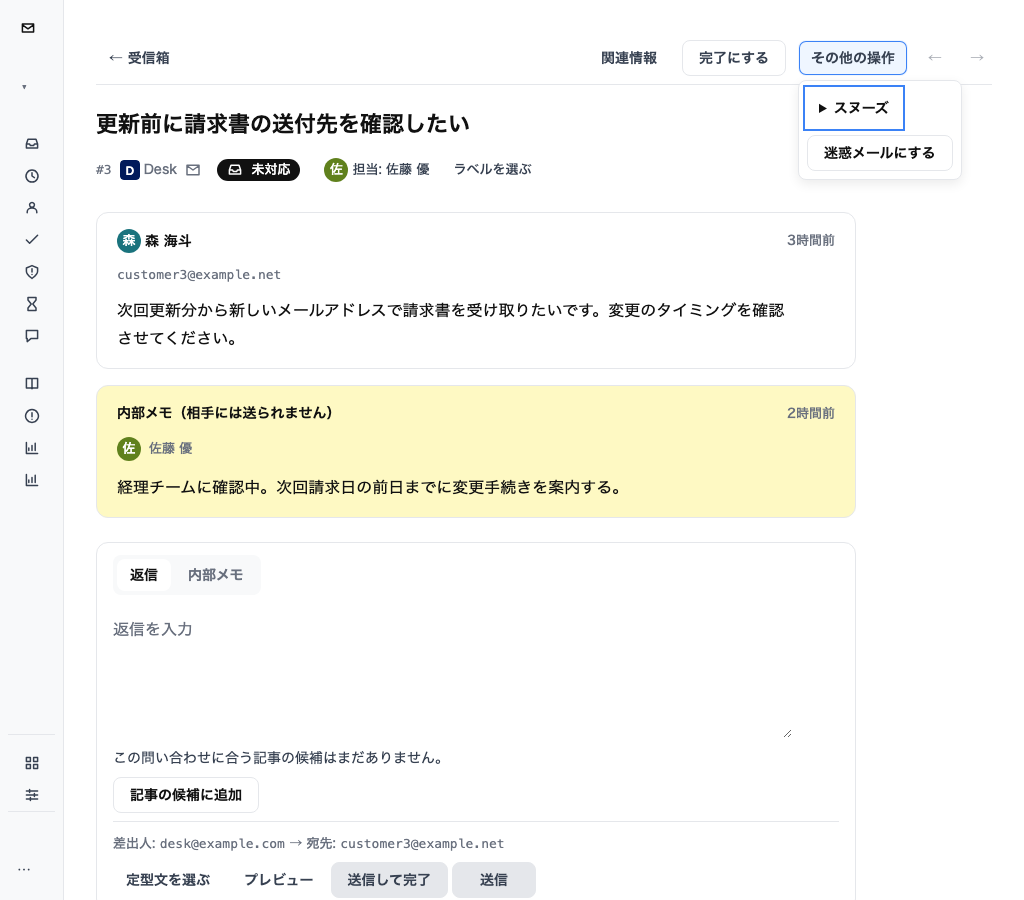 ← 受信箱
関連情報
完了にする
その他の操作
←
→
▶ スヌーズ
迷惑メールにする
更新前に請求書の送付先を確認したい
#3 D Desk 未対応 佐 担当: 佐藤 優 ラベルを選ぶ
森 森 海斗 3時間前
customer3@example.net
次回更新分から新しいメールアドレスで請求書を受け取りたいです。変更のタイミングを確認
させてください。
内部メモ（相手には送られません） 2時間前
佐 佐藤 優
経理チームに確認中。次回請求日の前日までに変更手続きを案内する。
返信 内部メモ
返信を入力
この問い合わせに合う記事の候補はまだありません。
記事の候補に追加
差出人: desk@example.com → 宛先: customer3@example.net
定型文を選ぶ プレビュー 送信して完了 送信